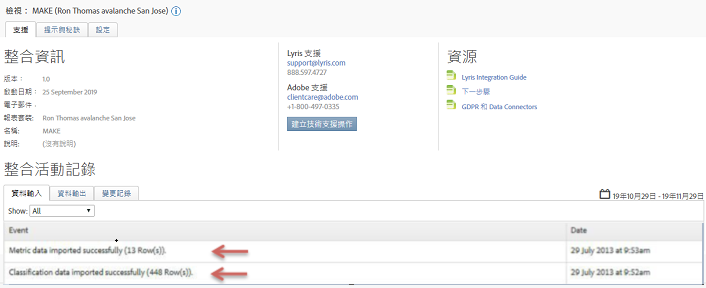 檢視： MAKE (Ron Thomas avalanche San Jose)
支援 提示與秘訣 設定
整合資訊
版本： 1.0
啟動日期： 25 September 2019
電子郵件：
報表套裝: Ron Thomas avalanche San Jose
名稱: MAKE
說明: (沒有說明)
Lyris 支援
support@lyris.com
888.597.4727
Adobe 支援
clientcare@adobe.com
+1-800-497-0335
建立技術支援操作
資源
Lyris Integration Guide
下一步驟
GDPR 和 Data Connectors
整合活動記錄
資料輸入 資料輸出 變更記錄
19年10月29日 - 19年11月29日
Show: All
Event Date
Metric data imported successfully (13 Row(s)). 29 July 2013 at 9:53am
Classification data imported successfully (448 Row(s)). 29 July 2013 at 9:52am